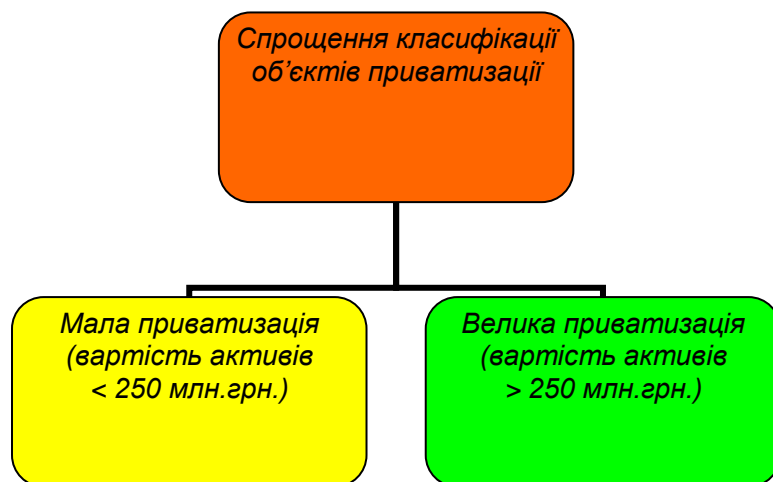 Спрощення класифікації
об’єктів приватизації
Мала приватизація
(вартість активів
< 250 млн.грн.)
Велика приватизація
(вартість активів
> 250 млн.грн.)